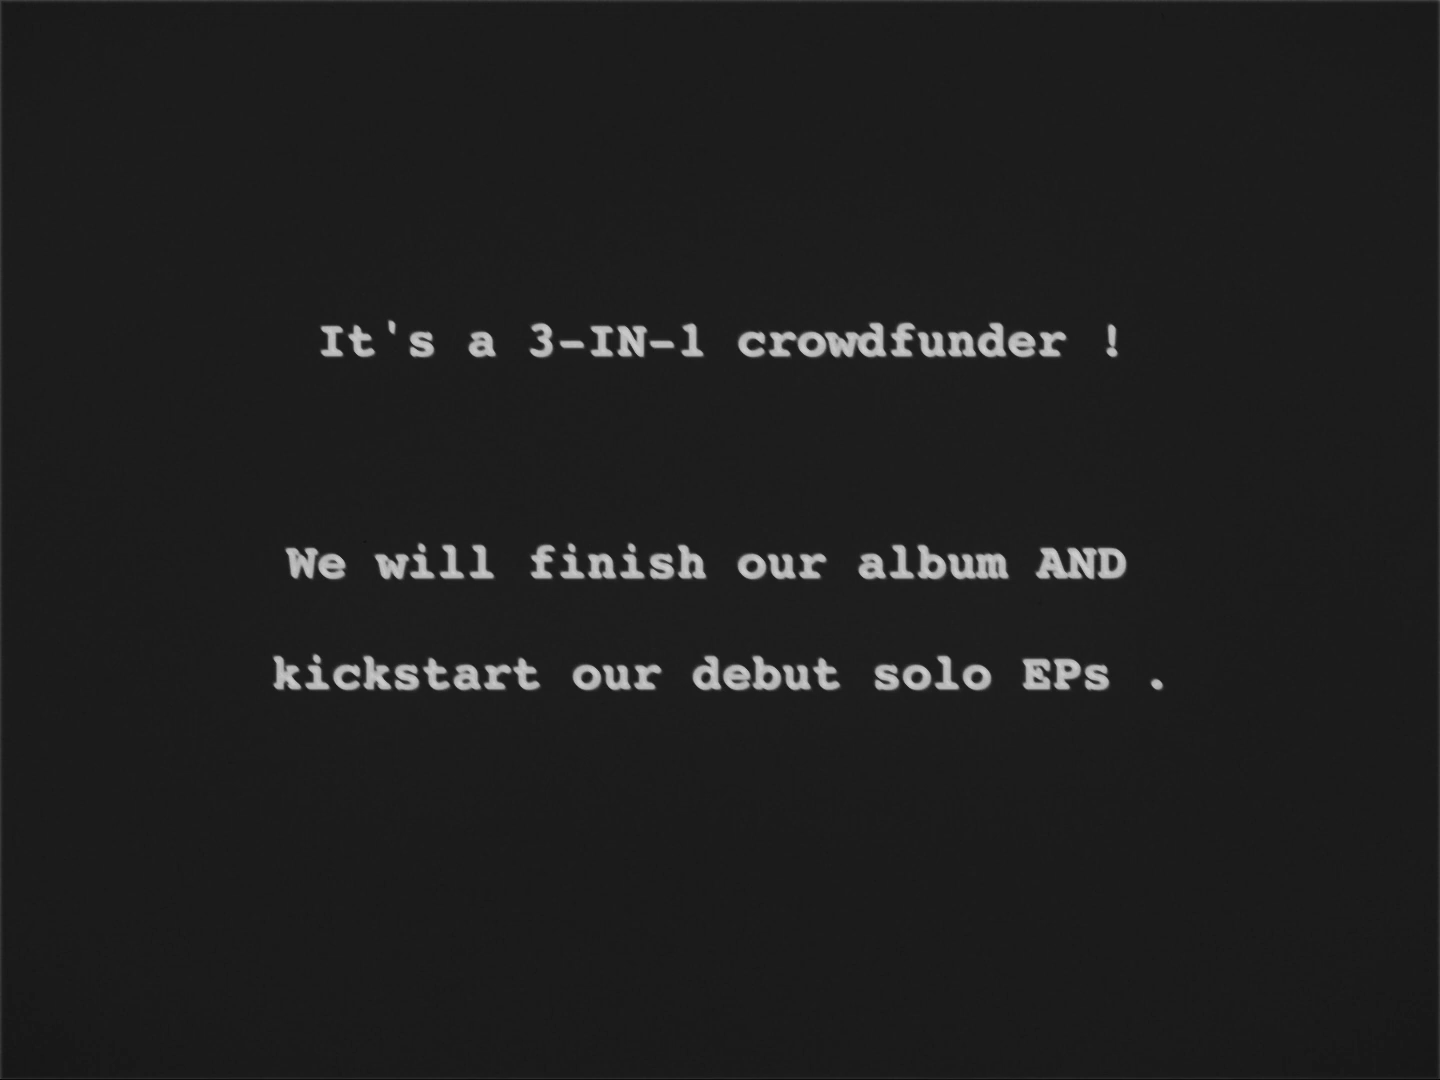 It's a 3-IN-1 crowdfunder !
We will finish our album AND
kickstart our debut solo EPs .